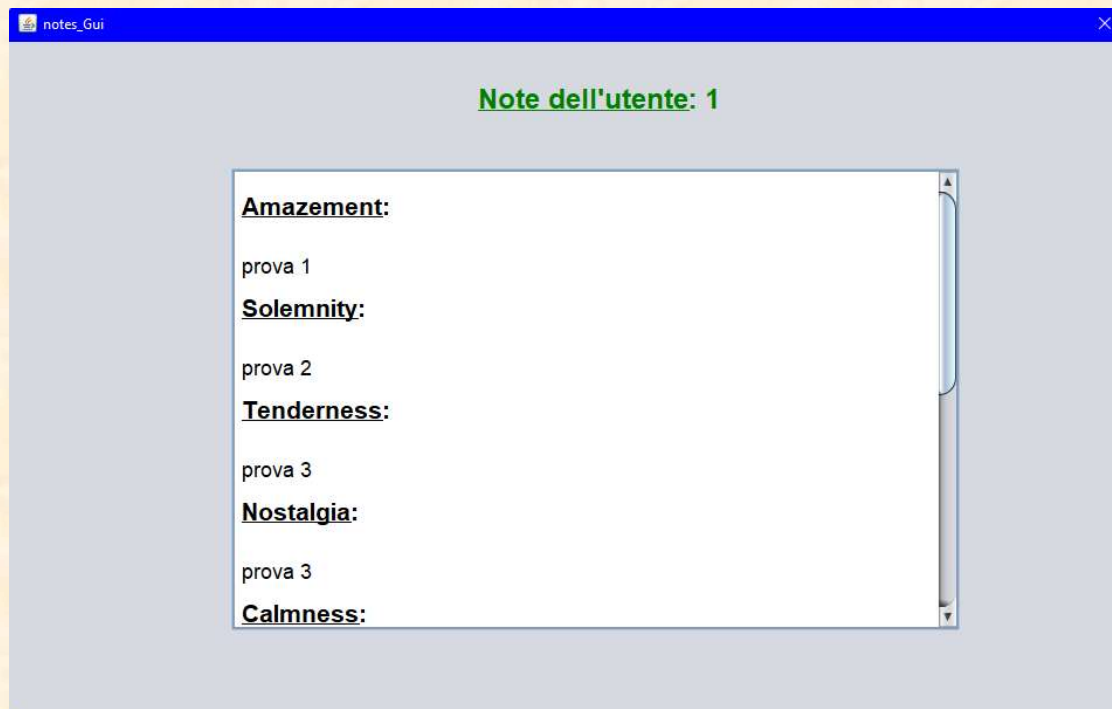 notes_Gui
Note dell'utente: 1
Amazement:
prova 1
Solemnity:
prova 2
Tenderness:
prova 3
Nostalgia:
prova 3
Calmness: